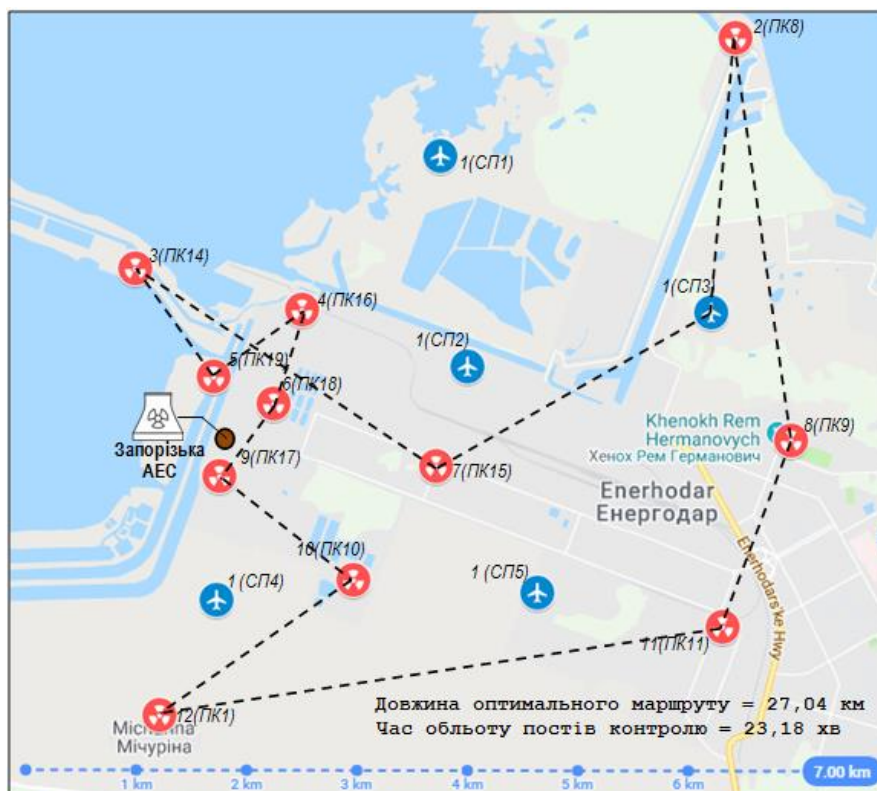 2(ПК8)
1(СП1)
3(ПК14)
1(СП3)
4(ПК16)
1(СП2)
5(ПК19)
6(ПК18)
Khenokh Rem
Hermanovych
Хенох Рем Германович
8(ПК9)
Запорізька
АЕС
9(ПК17)
7(ПК15)
Enerhodar
Енергодар
10(ПК10)
Enerhodars'ke Hwy
1 (СП4)
1 (СП5)
11(ПК11)
12(ПК1)
Довжина оптимального маршруту = 27,04 км
Час обльоту постів контролю = 23,18 хв
Мічуріна
1 km
2 km
3 km
4 km
5 km
6 km
7.00 km